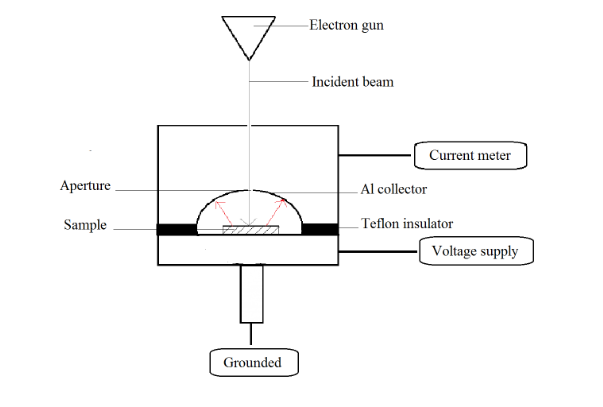 Electron gun
Incident beam
Current meter
Aperture
Al collector
Sample
Teflon insulator
Voltage supply
Grounded